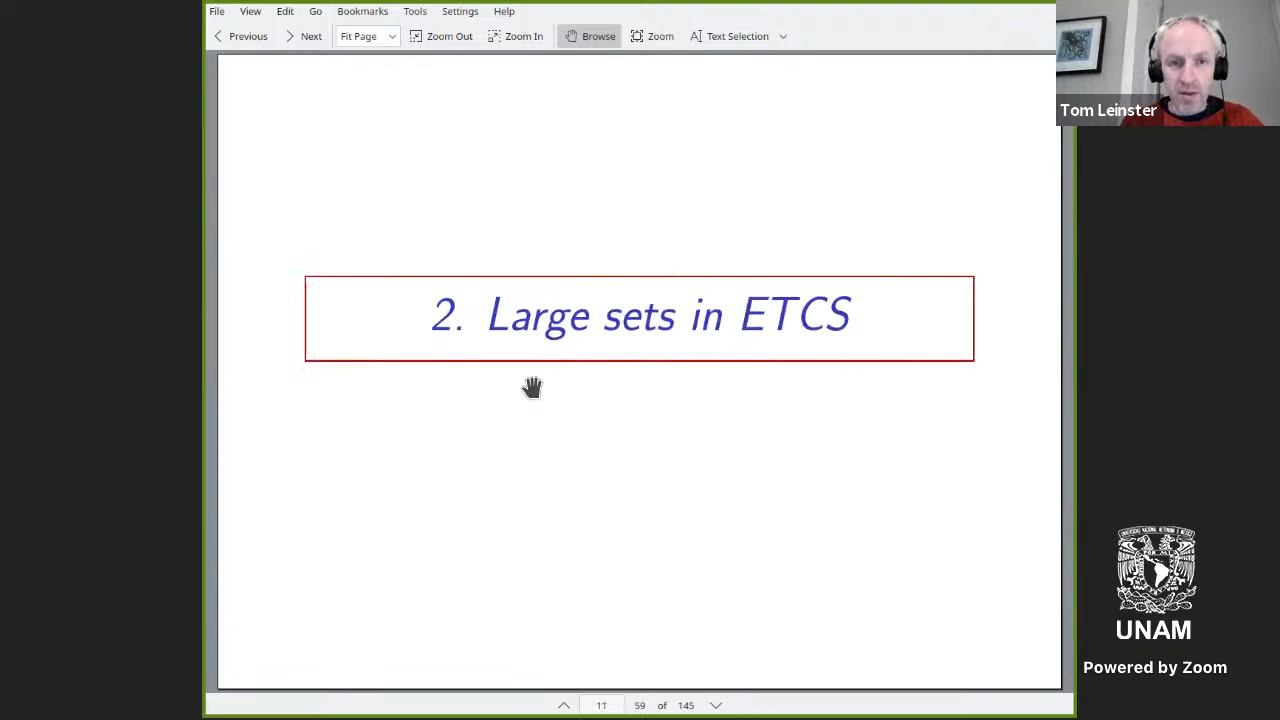 File View Edit Go Bookmarks Tools Settings Help
Previous Next Fit Page Zoom Out Zoom In Browse Zoom Text Selection
Tom Leinster
2. Large sets in ETCS
UNAM
Powered by Zoom
11 59 of 145